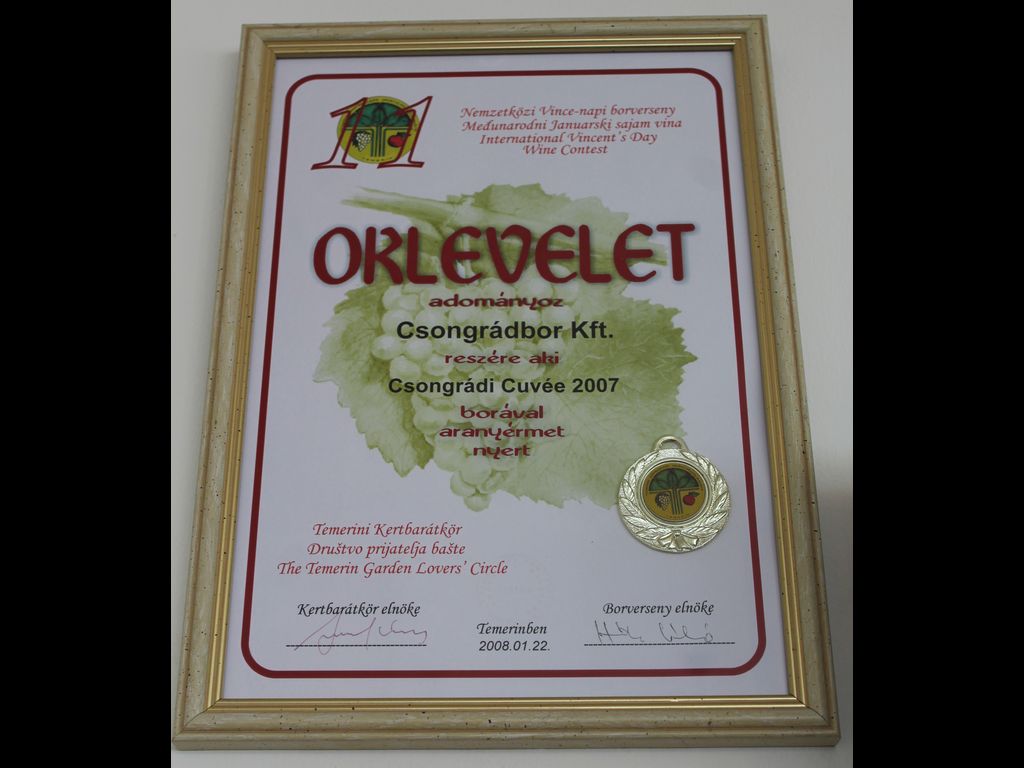 11
Nemzetközi Vince-napi borverseny
Međunarodni Januarski sajam vina
International Vincent's Day
Wine Contest
OKLEVELET
adományoz
Csongrádbor Kft.
részére aki
Csongrádi Cuvée 2007
borával
aranyérmet
nyert
Temerini Kertbarátkör
Društvo prijatelja bašte
The Temerin Garden Lovers' Circle
Kertbarátkör elnöke
Borverseny elnöke
Temerinben
2008.01.22.